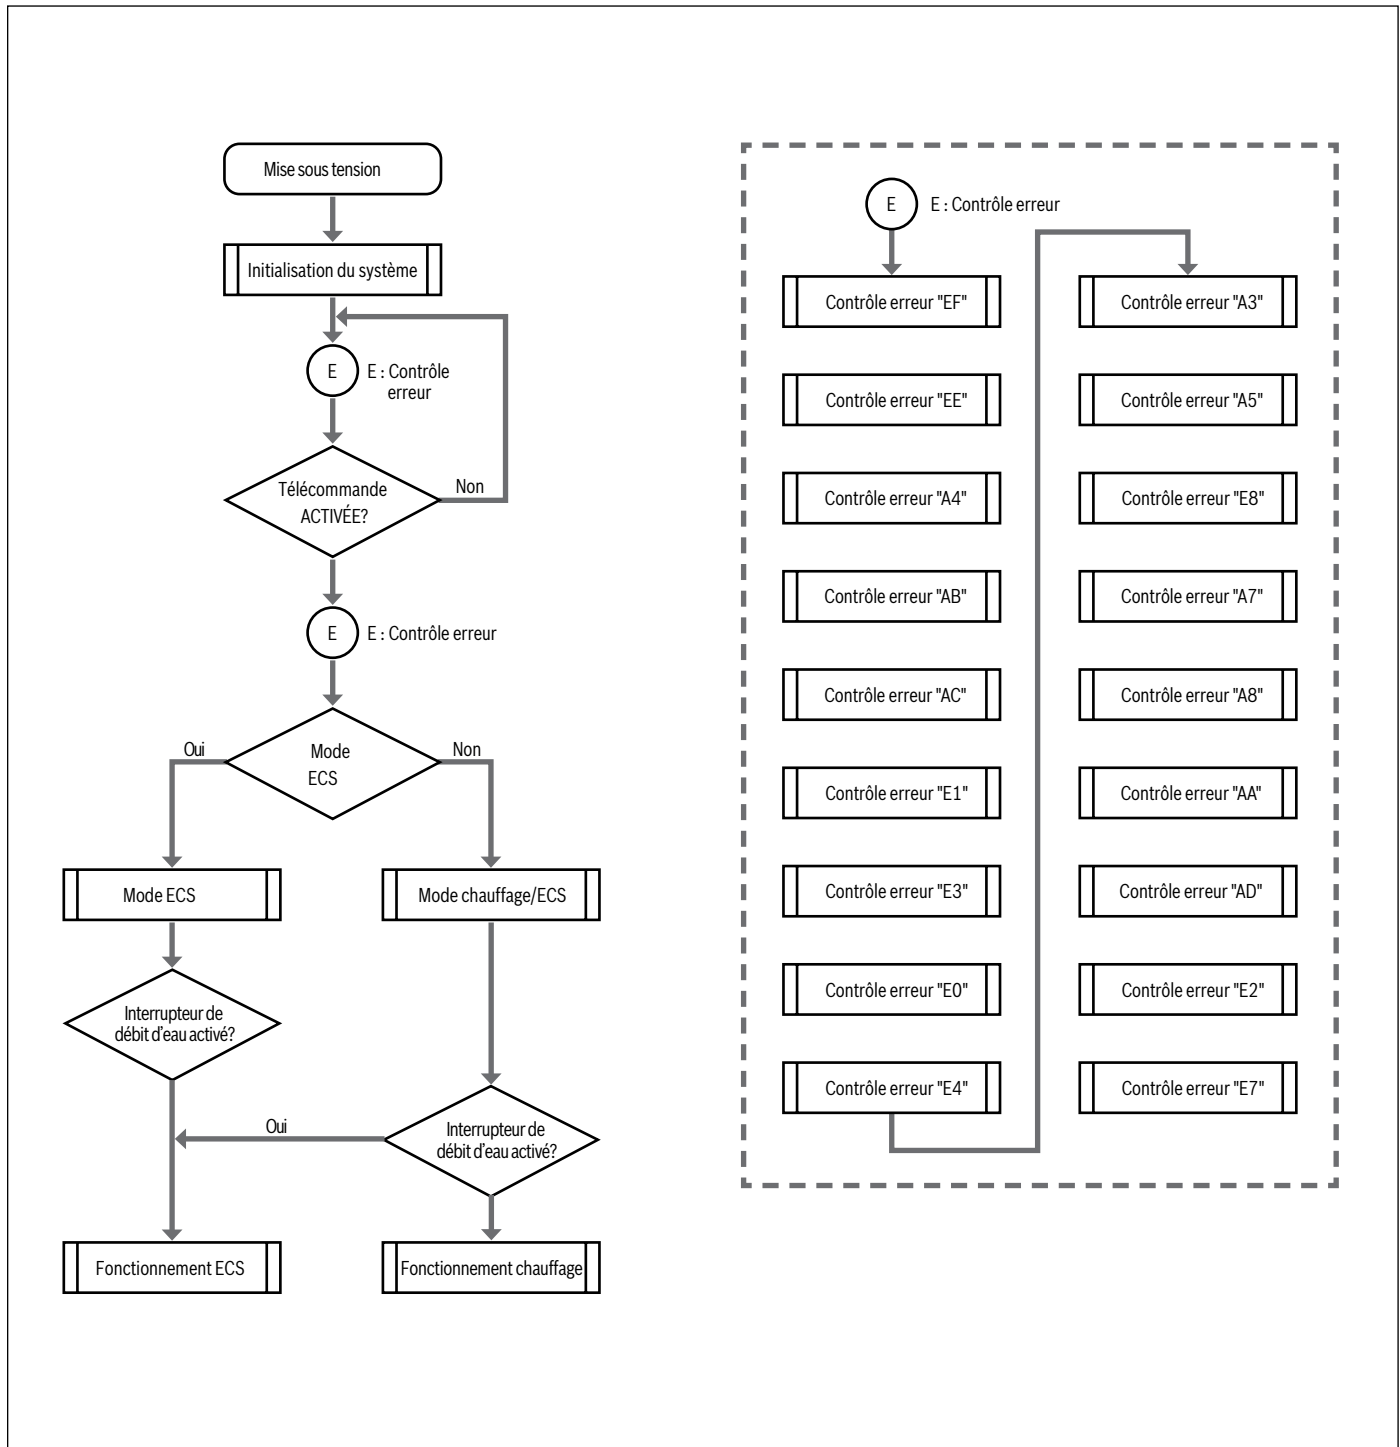 Mise sous tension
Initialisation du système
E
E : Contrôle
erreur
Télécommande
ACTIVÉE?
Non
E
E : Contrôle erreur
Oui
Mode
ECS
Non
Mode ECS
Mode chauffage/ECS
Interrupteur de
débit d'eau activé?
Oui
Interrupteur de
débit d'eau activé?
Fonctionnement ECS
Fonctionnement chauffage
E
E : Contrôle erreur
Contrôle erreur "EF"
Contrôle erreur "EE"
Contrôle erreur "A4"
Contrôle erreur "AB"
Contrôle erreur "AC"
Contrôle erreur "E1"
Contrôle erreur "E3"
Contrôle erreur "E0"
Contrôle erreur "E4"
Contrôle erreur "A3"
Contrôle erreur "A5"
Contrôle erreur "E8"
Contrôle erreur "A7"
Contrôle erreur "A8"
Contrôle erreur "AA"
Contrôle erreur "AD"
Contrôle erreur "E2"
Contrôle erreur "E7"